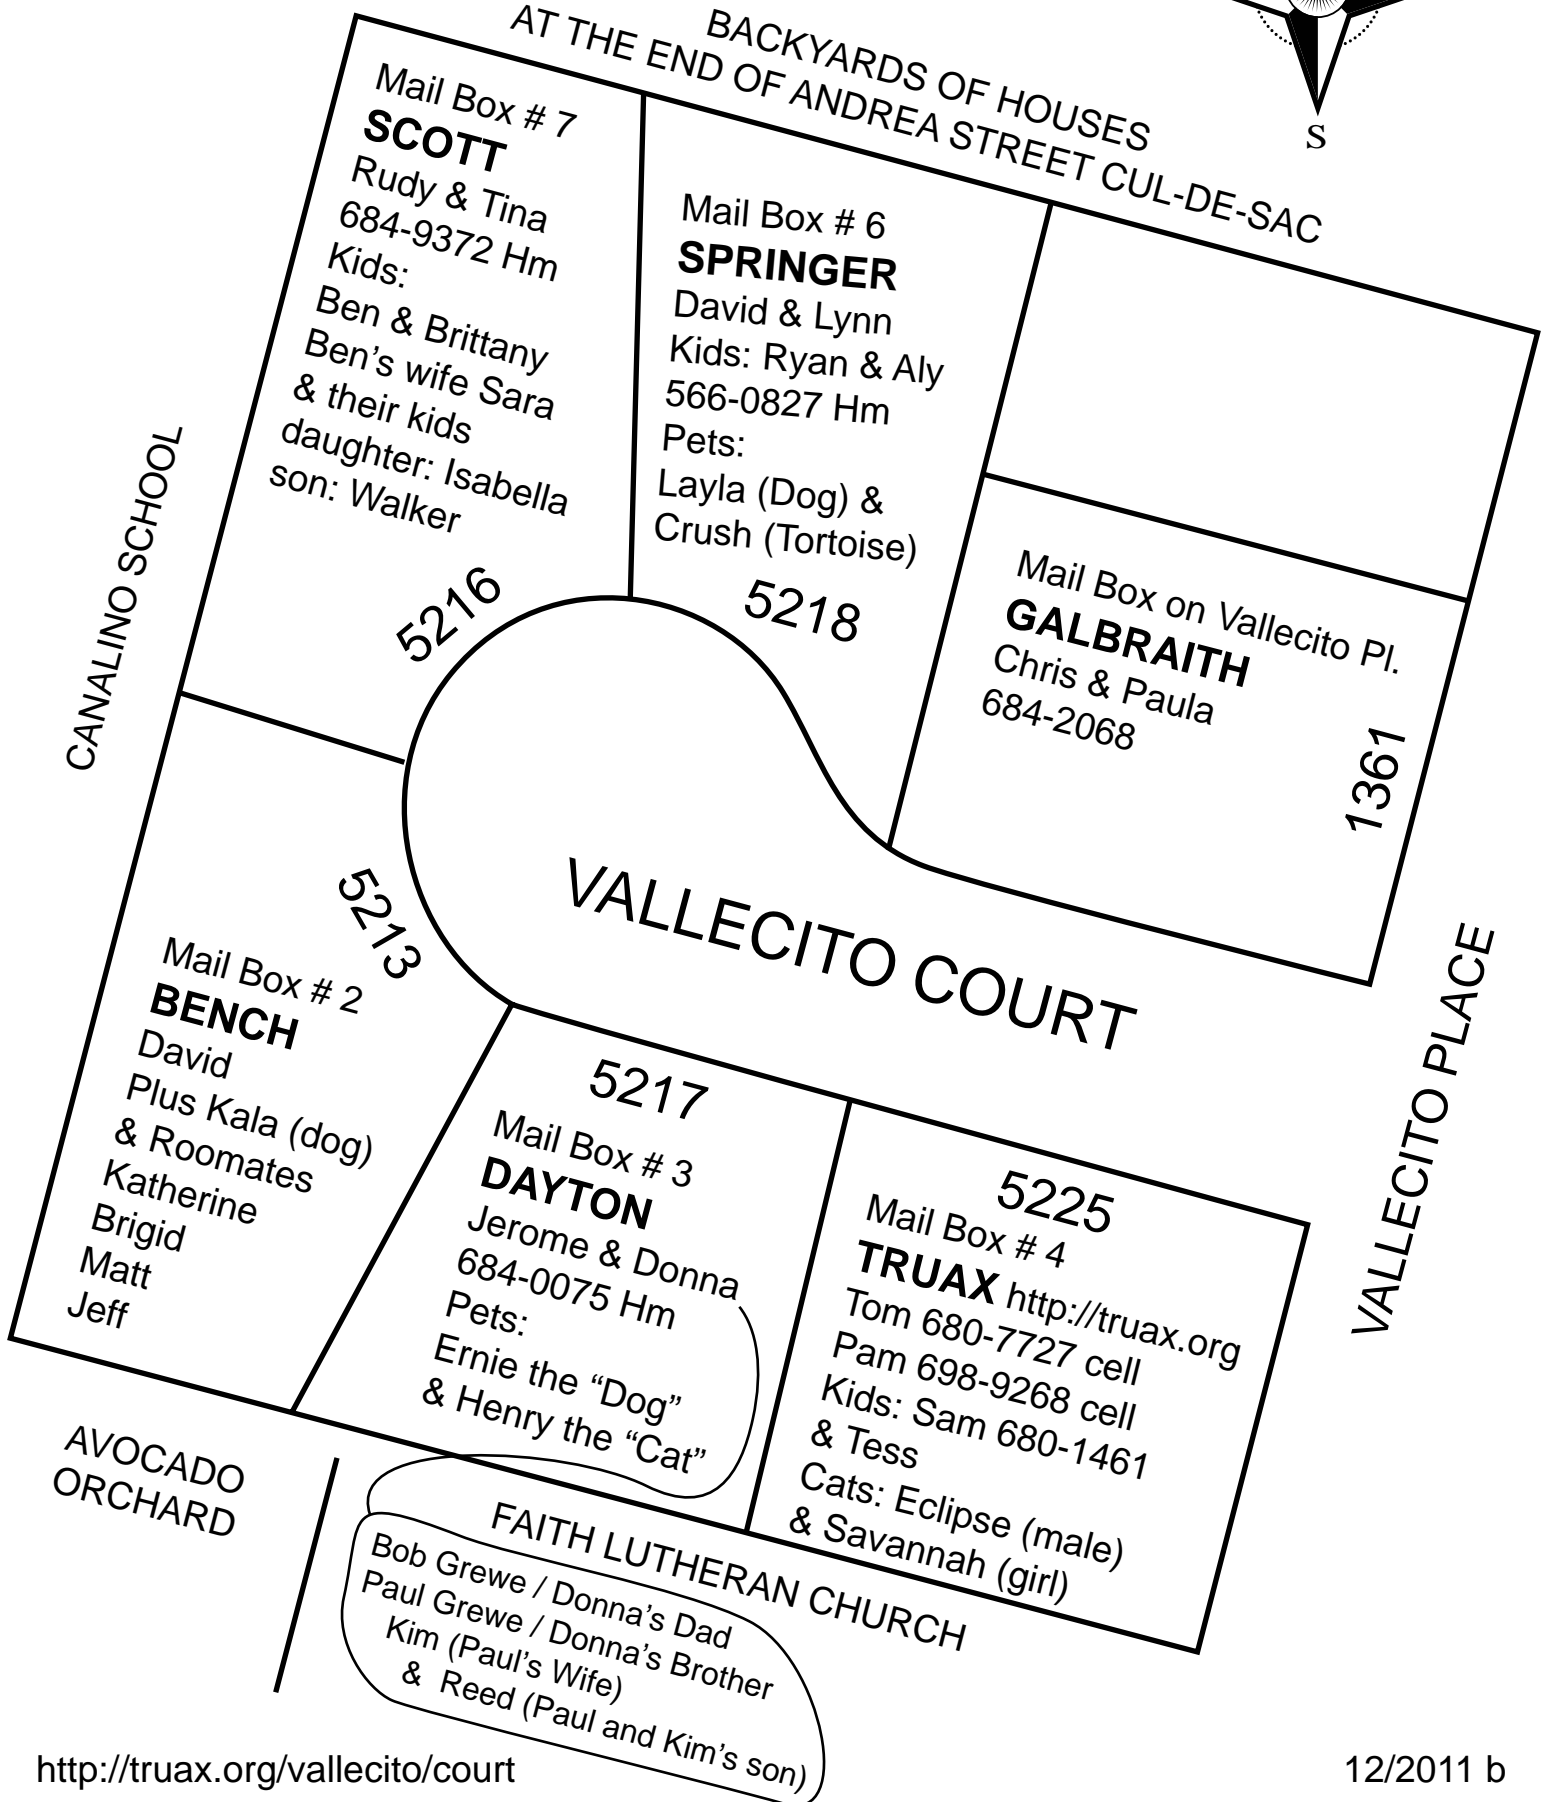 BACKYARDS OF HOUSES
AT THE END OF ANDREA STREET CUL-DE-SAC
S
Mail Box # 7
SCOTT
Rudy & Tina
684-9372 Hm
Kids:
Ben & Brittany
Ben’s wife Sara
& their kids
daughter: Isabella
son: Walker
5216
Mail Box # 6
SPRINGER
David & Lynn
Kids: Ryan & Aly
566-0827 Hm
Pets:
Layla (Dog) &
Crush (Tortoise)
5218
Mail Box on Vallecito Pl.
GALBRAITH
Chris & Paula
684-2068
1361
CANALINO SCHOOL
VALLECITO COURT
VALLECITO PLACE
5213
Mail Box # 2
BENCH
David
Plus Kala (dog)
& Roomates
Katherine
Brigid
Matt
Jeff
5217
Mail Box # 3
DAYTON
Jerome & Donna
684-0075 Hm
Pets:
Ernie the “Dog”
& Henry the “Cat”
5225
Mail Box # 4
TRUAX http://truax.org
Tom 680-7727 cell
Pam 698-9268 cell
Kids: Sam 680-1461
& Tess
Cats: Eclipse (male)
& Savannah (girl)
AVOCADO
ORCHARD
FAITH LUTHERAN CHURCH
Bob Grewe / Donna’s Dad
Paul Grewe / Donna’s Brother
Kim (Paul’s Wife)
& Reed (Paul and Kim’s son)
http://truax.org/vallecito/court
12/2011 b